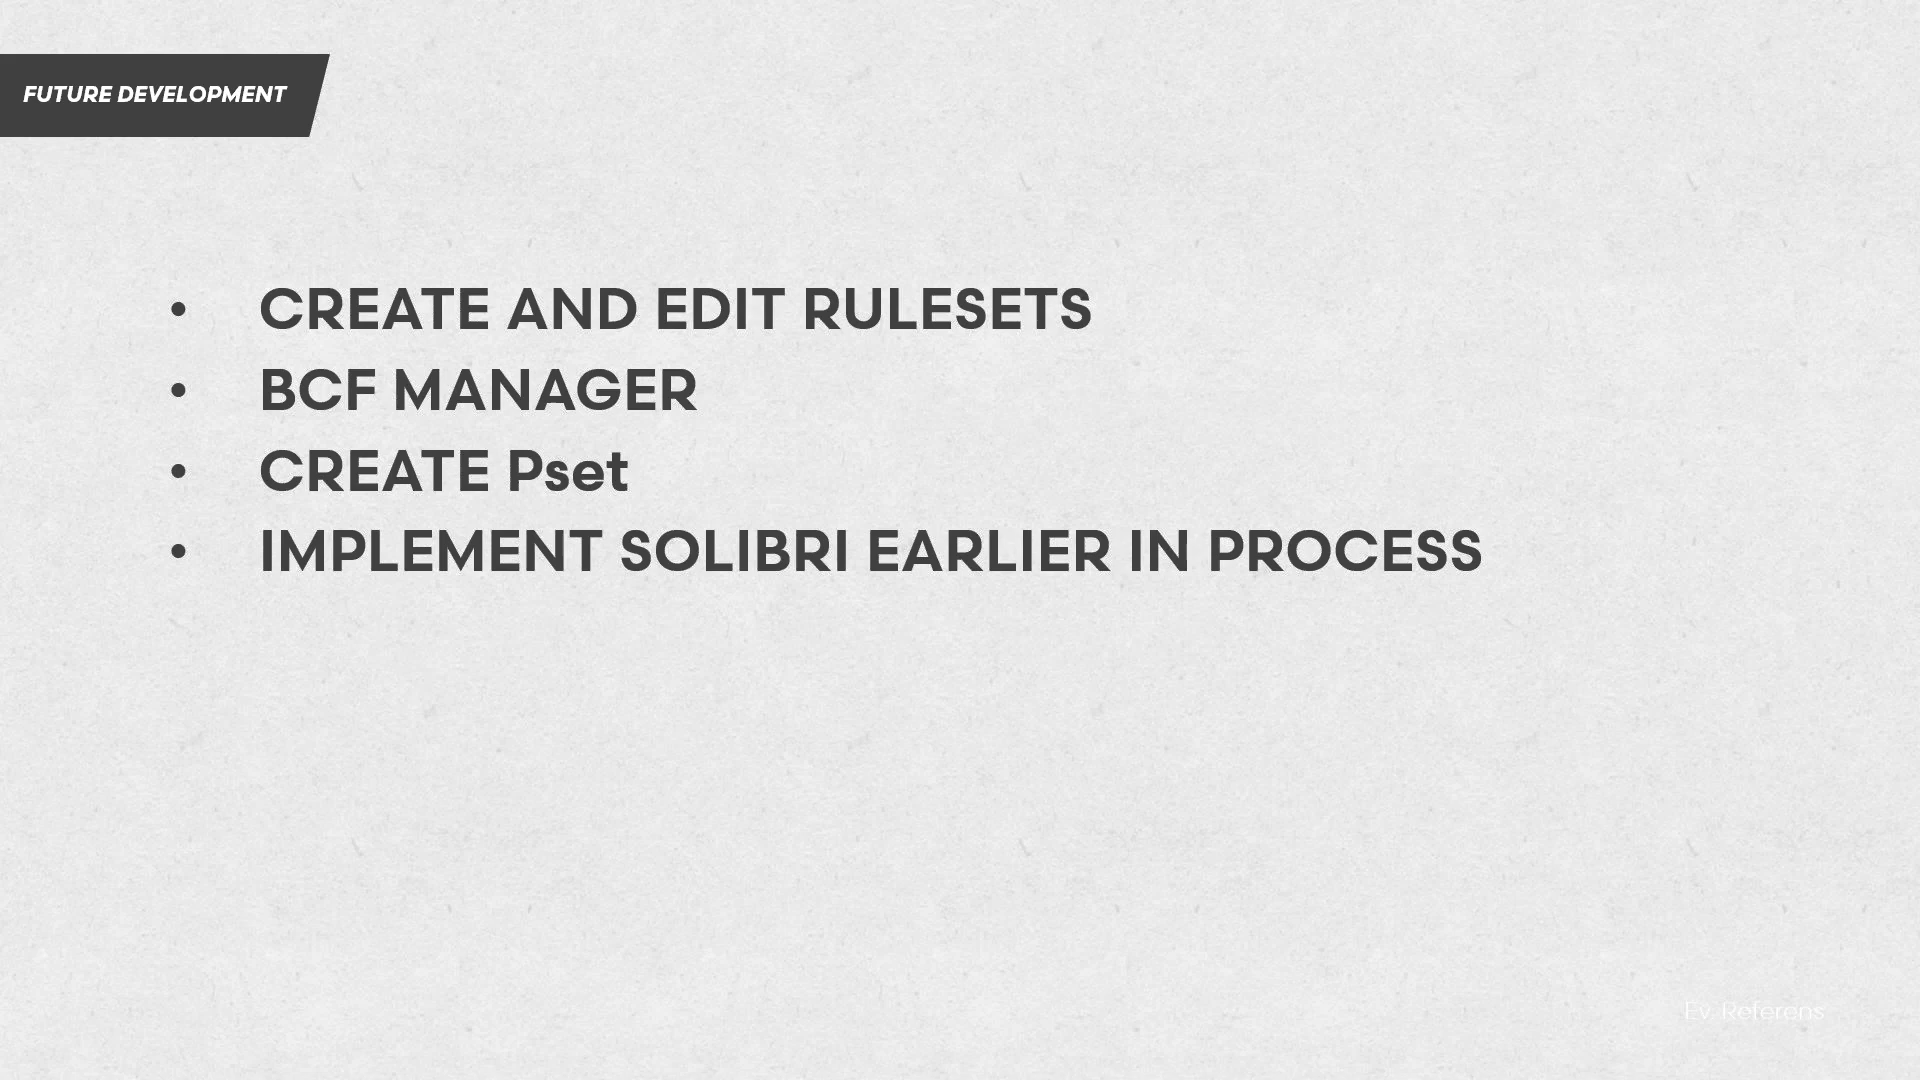 FUTURE DEVELOPMENT
• CREATE AND EDIT RULESETS
• BCF MANAGER
• CREATE Pset
• IMPLEMENT SOLIBRI EARLIER IN PROCESS
Ev. Referens